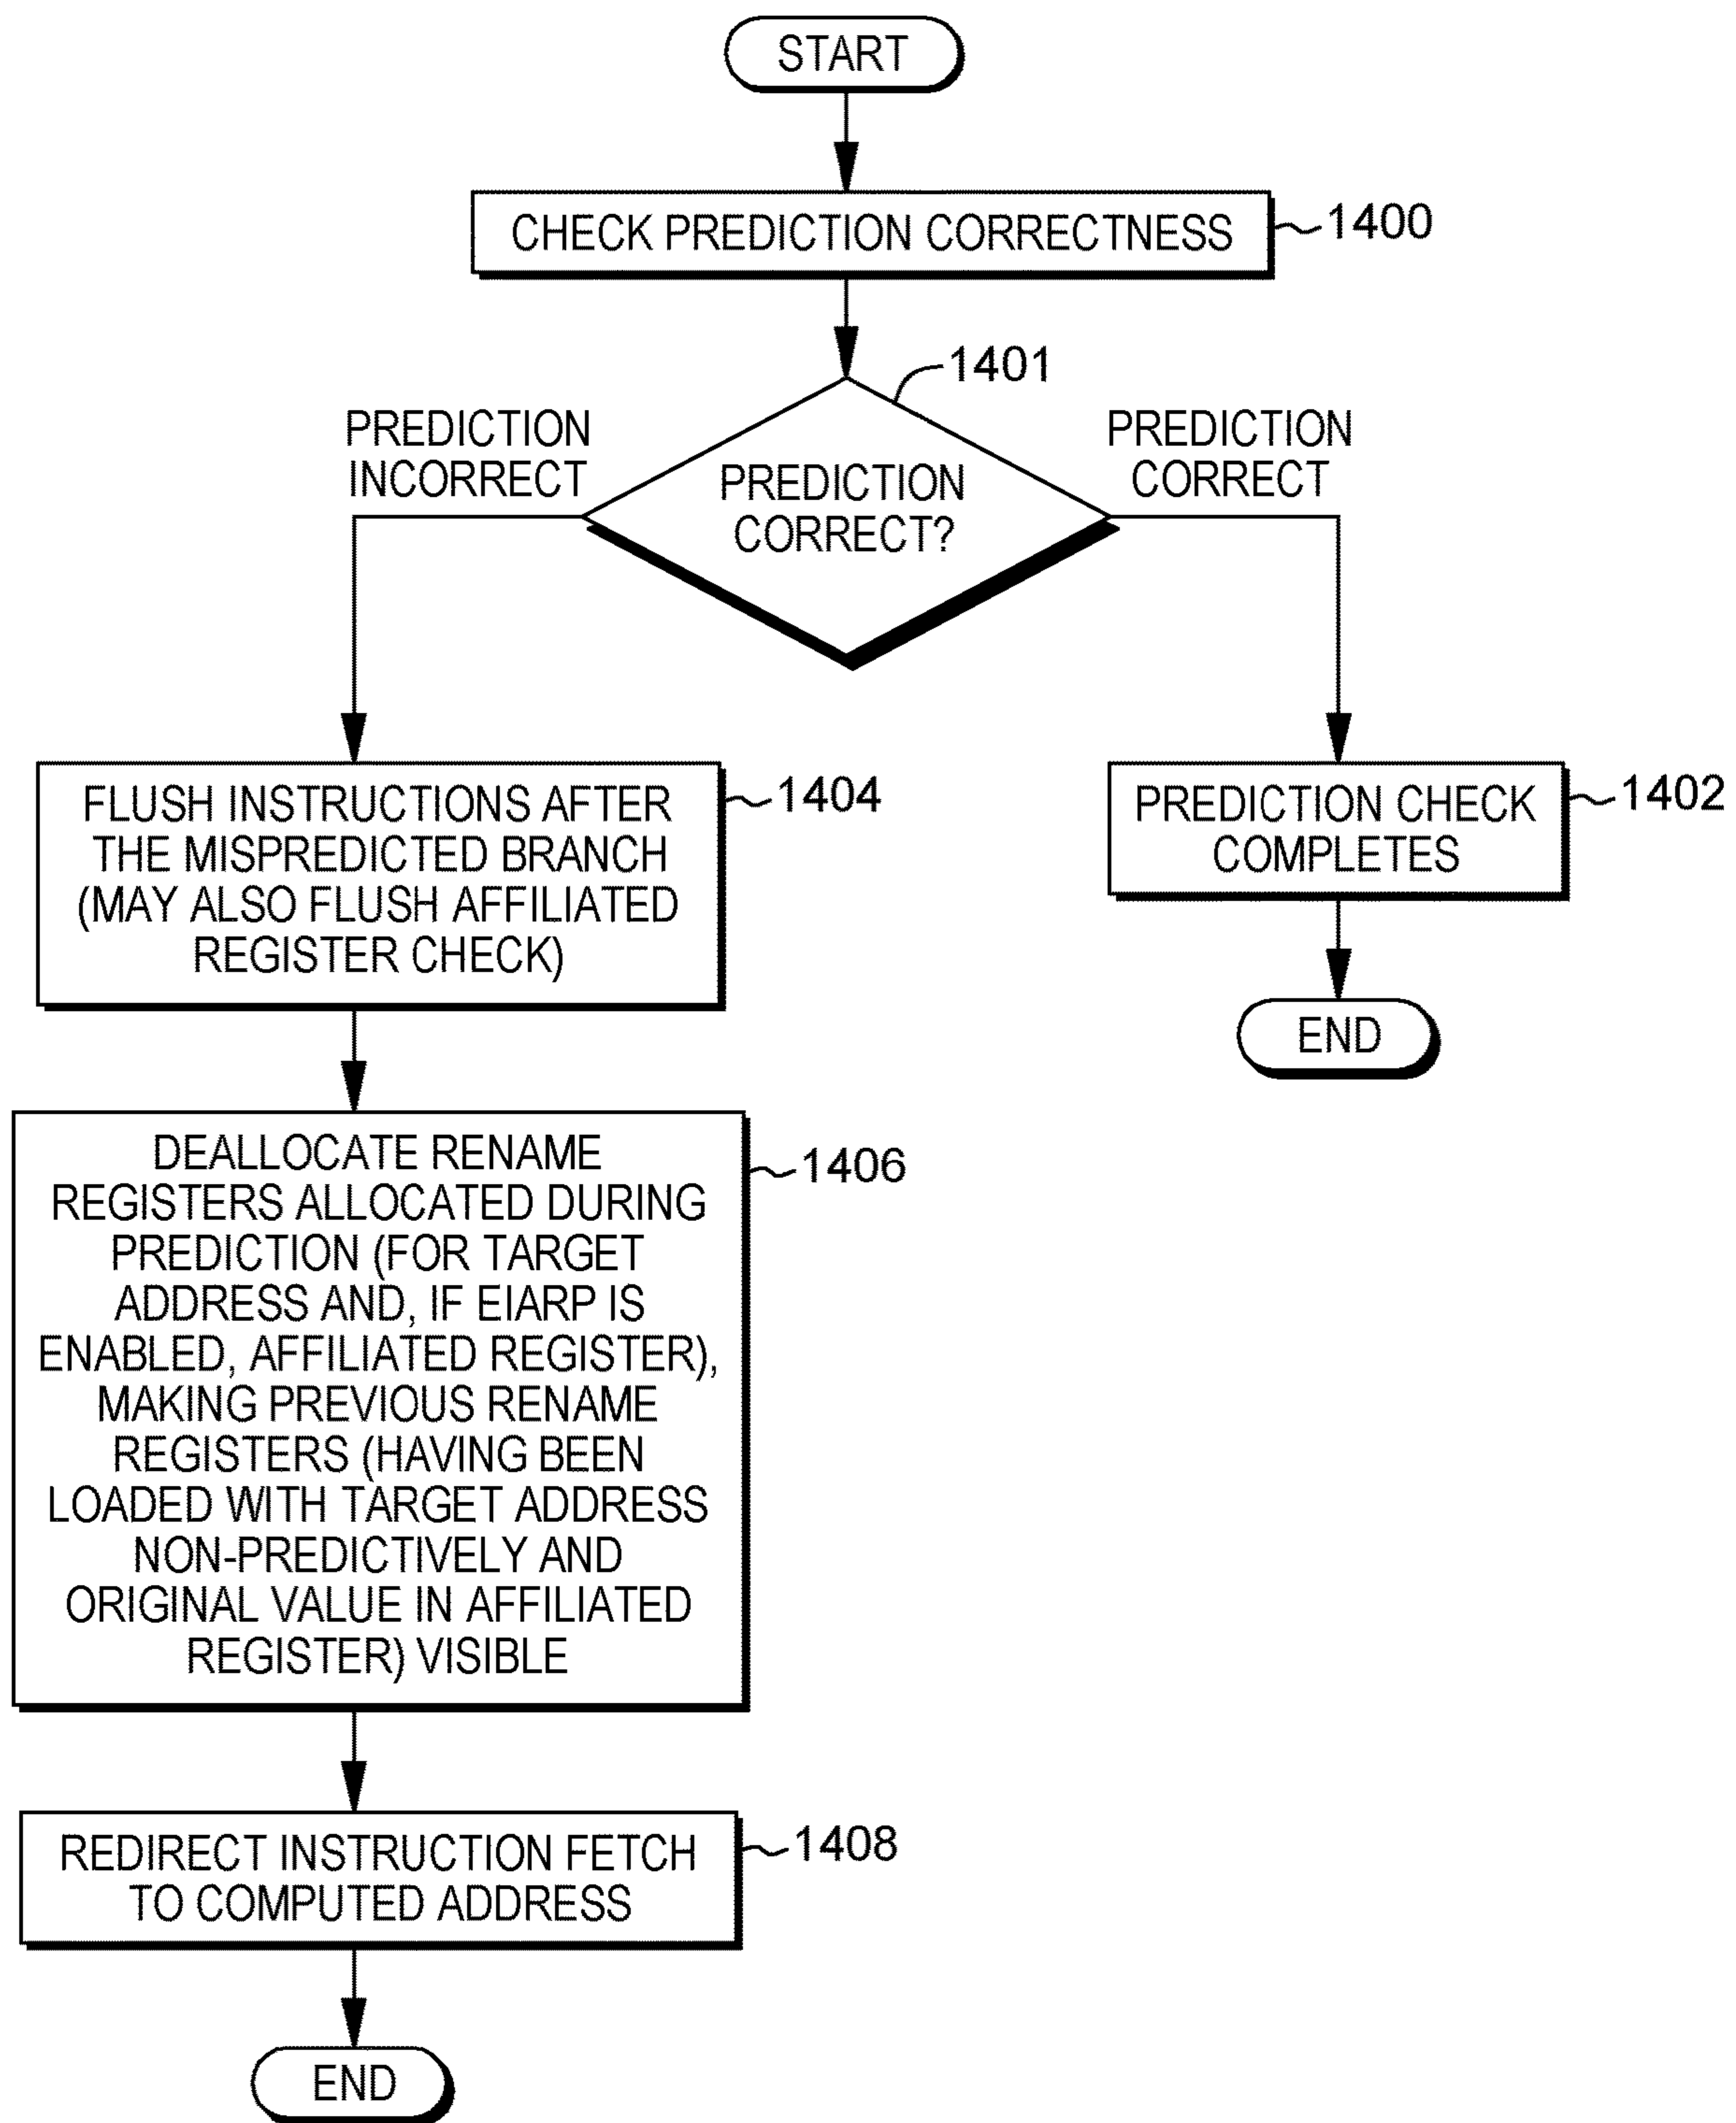 START
CHECK PREDICTION CORRECTNESS
1400
1401
PREDICTION
INCORRECT
PREDICTION
CORRECT?
PREDICTION
CORRECT
FLUSH INSTRUCTIONS AFTER
THE MISPREDICTED BRANCH
(MAY ALSO FLUSH AFFILIATED
REGISTER CHECK)
1404
PREDICTION CHECK
COMPLETES
1402
END
DEALLOCATE RENAME
REGISTERS ALLOCATED DURING
PREDICTION (FOR TARGET
ADDRESS AND, IF EIARP IS
ENABLED, AFFILIATED REGISTER),
MAKING PREVIOUS RENAME
REGISTERS (HAVING BEEN
LOADED WITH TARGET ADDRESS
NON-PREDICTIVELY AND
ORIGINAL VALUE IN AFFILIATED
REGISTER) VISIBLE
1406
REDIRECT INSTRUCTION FETCH
TO COMPUTED ADDRESS
1408
END